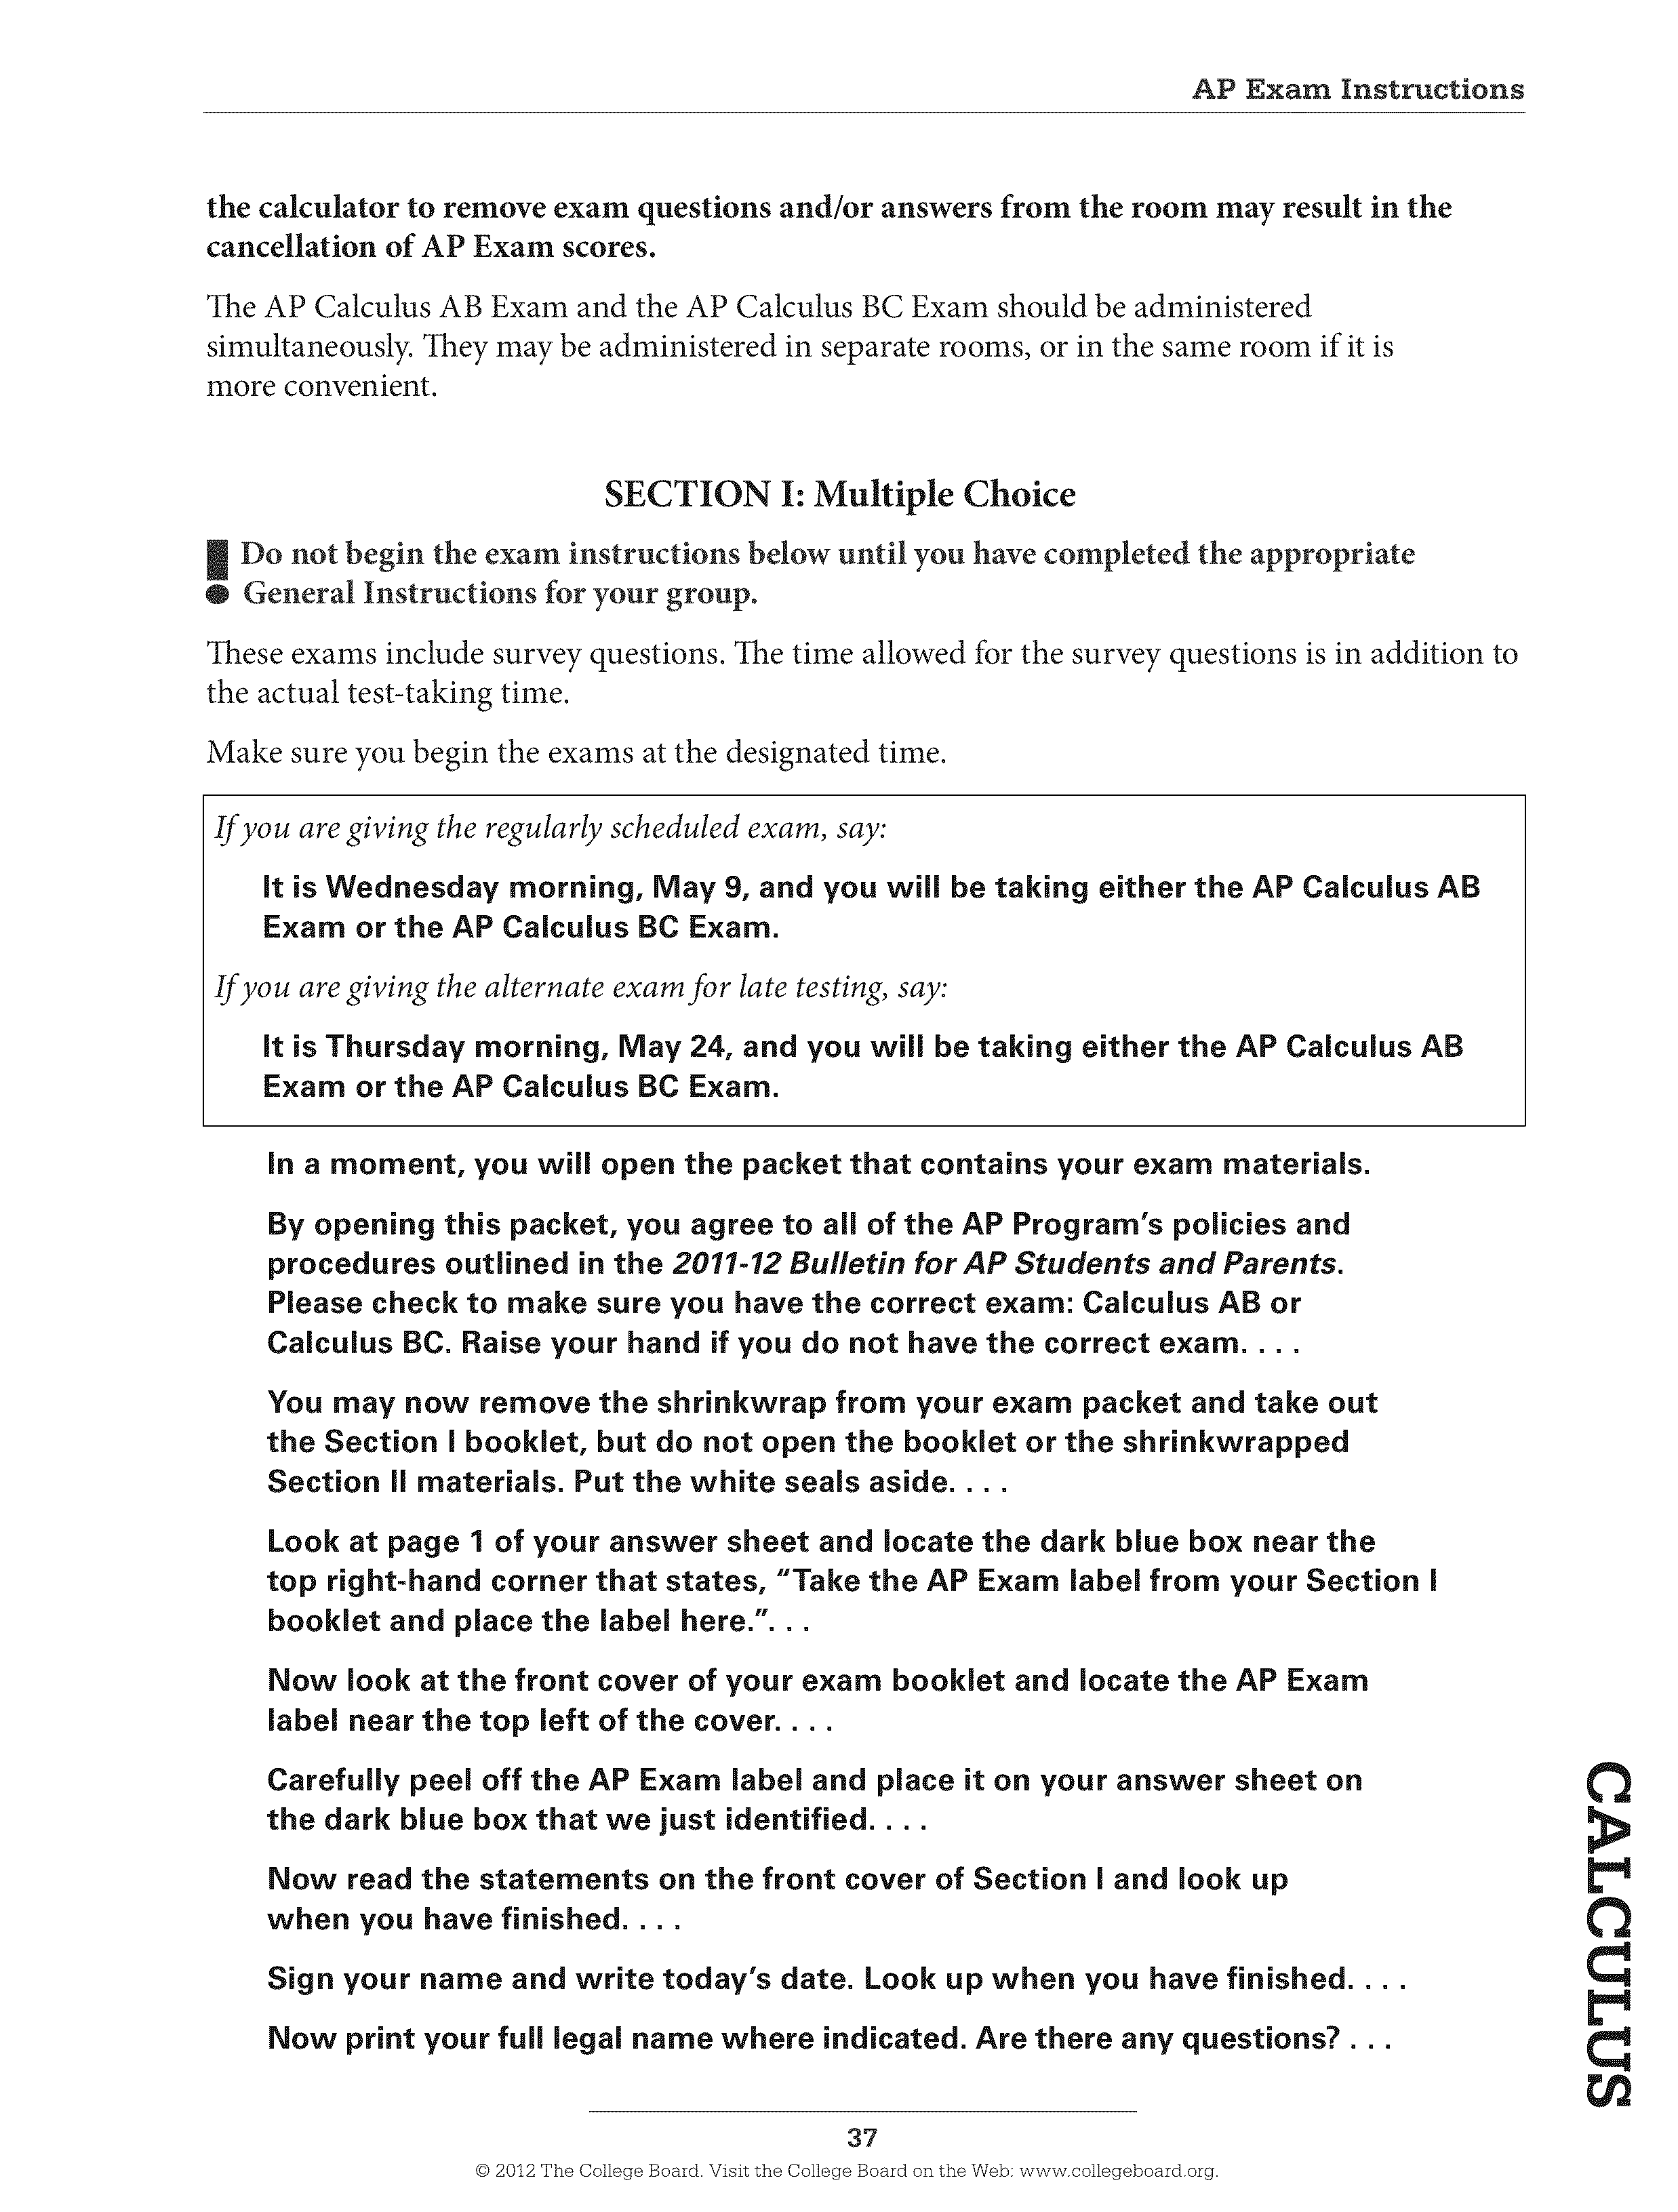 AP Exam Instructions
the calculator to remove exam questions and/or answers from the room may result in the
cancellation of AP Exam scores.
The AP Calculus AB Exam and the AP Calculus BC Exam should be administered
simultaneously. They may be administered in separate rooms, or in the same room if it is
more convenient.
SECTION I: Multiple Choice
Do not begin the exam instructions below until you have completed the appropriate
General Instructions for your group.
These exams include survey questions. The time allowed for the survey questions is in addition to
the actual test-taking time.
Make sure you begin the exams at the designated time.
If you are giving the regularly scheduled exam, say:
It is Wednesday morning, May 9, and you will be taking either the AP Calculus AB
Exam or the AP Calculus BC Exam.
If you are giving the alternate exam for late testing, say:
It is Thursday morning, May 24, and you will be taking either the AP Calculus AB
Exam or the AP Calculus BC Exam.
In a moment, you will open the packet that contains your exam materials.
By opening this packet, you agree to all of the AP Program's policies and
procedures outlined in the 2011-12 Bulletin for AP Students and Parents.
Please check to make sure you have the correct exam: Calculus AB or
Calculus BC. Raise your hand if you do not have the correct exam. . . .
You may now remove the shrinkwrap from your exam packet and take out
the Section I booklet, but do not open the booklet or the shrinkwrapped
Section II materials. Put the white seals aside. . . .
Look at page 1 of your answer sheet and locate the dark blue box near the
top right-hand corner that states, "Take the AP Exam label from your Section I
booklet and place the label here.". . .
Now look at the front cover of your exam booklet and locate the AP Exam
label near the top left of the cover. . . .
Carefully peel off the AP Exam label and place it on your answer sheet on
the dark blue box that we just identified. . . .
Now read the statements on the front cover of Section I and look up
when you have finished. . . .
Sign your name and write today's date. Look up when you have finished. . . .
Now print your full legal name where indicated. Are there any questions? . . .
CALCULUS
37
© 2012 The College Board. Visit the College Board on the Web: www.collegeboard.org.